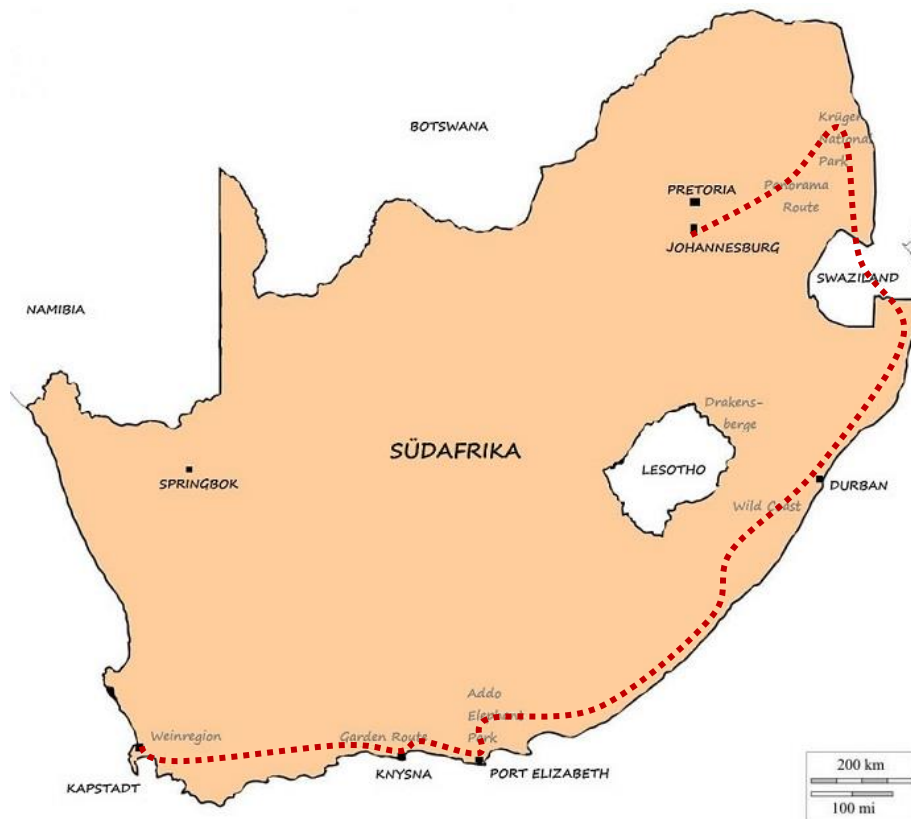 BOTSWANA
Krüger
National
Park
PRETORIA
Panorama
Route
JOHANNESBURG
SWAZILAND
NAMIBIA
Drakens-
berge
SÜDAFRIKA
LESOTHO
SPRINGBOK
DURBAN
Wild Coast
Addo
Elephant
Park
Weinregion
Garden Route
KAPSTADT
KNYSNA
PORT ELIZABETH
200 km
100 mi